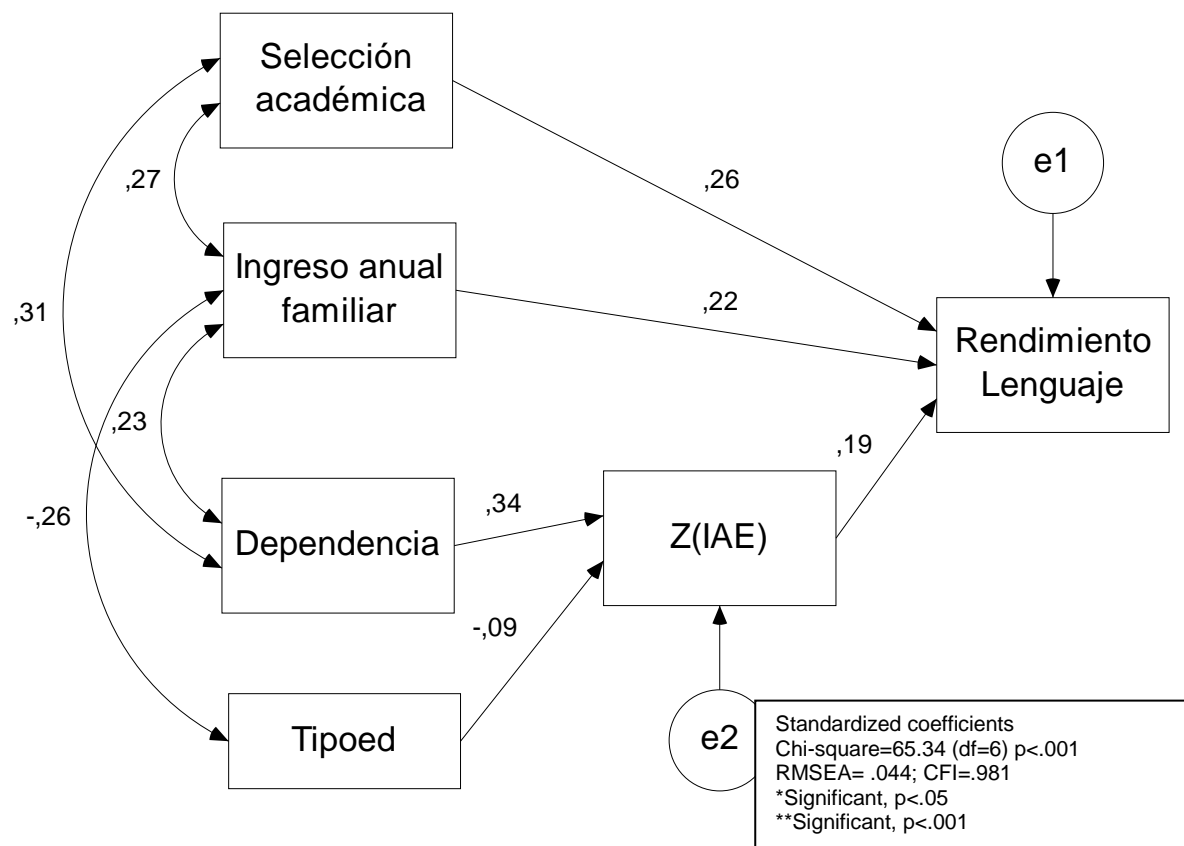 Selección
académica
e1
,27
,26
Ingreso anual
familiar
,31
,22
Rendimiento
Lenguaje
,23
,19
-,26
Dependencia
,34
Z(IAE)
-,09
Tipoed
e2
Standardized coefficients
Chi-square=65.34 (df=6) p<.001
RMSEA= .044; CFI=.981
*Significant, p<.05
**Significant, p<.001